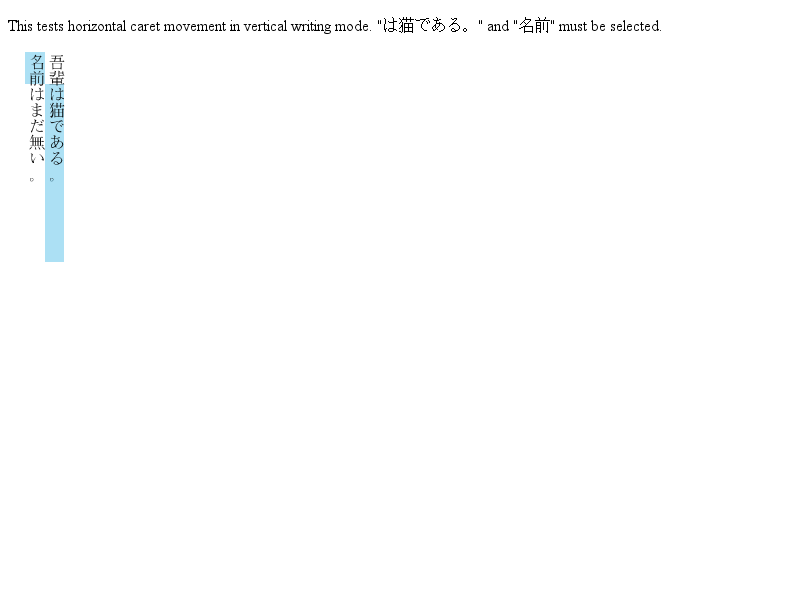 This tests horizontal caret movement in vertical writing mode. "は猫である。" and "名前" must be selected.
吾輩は猫である。
名前はまだ無い。